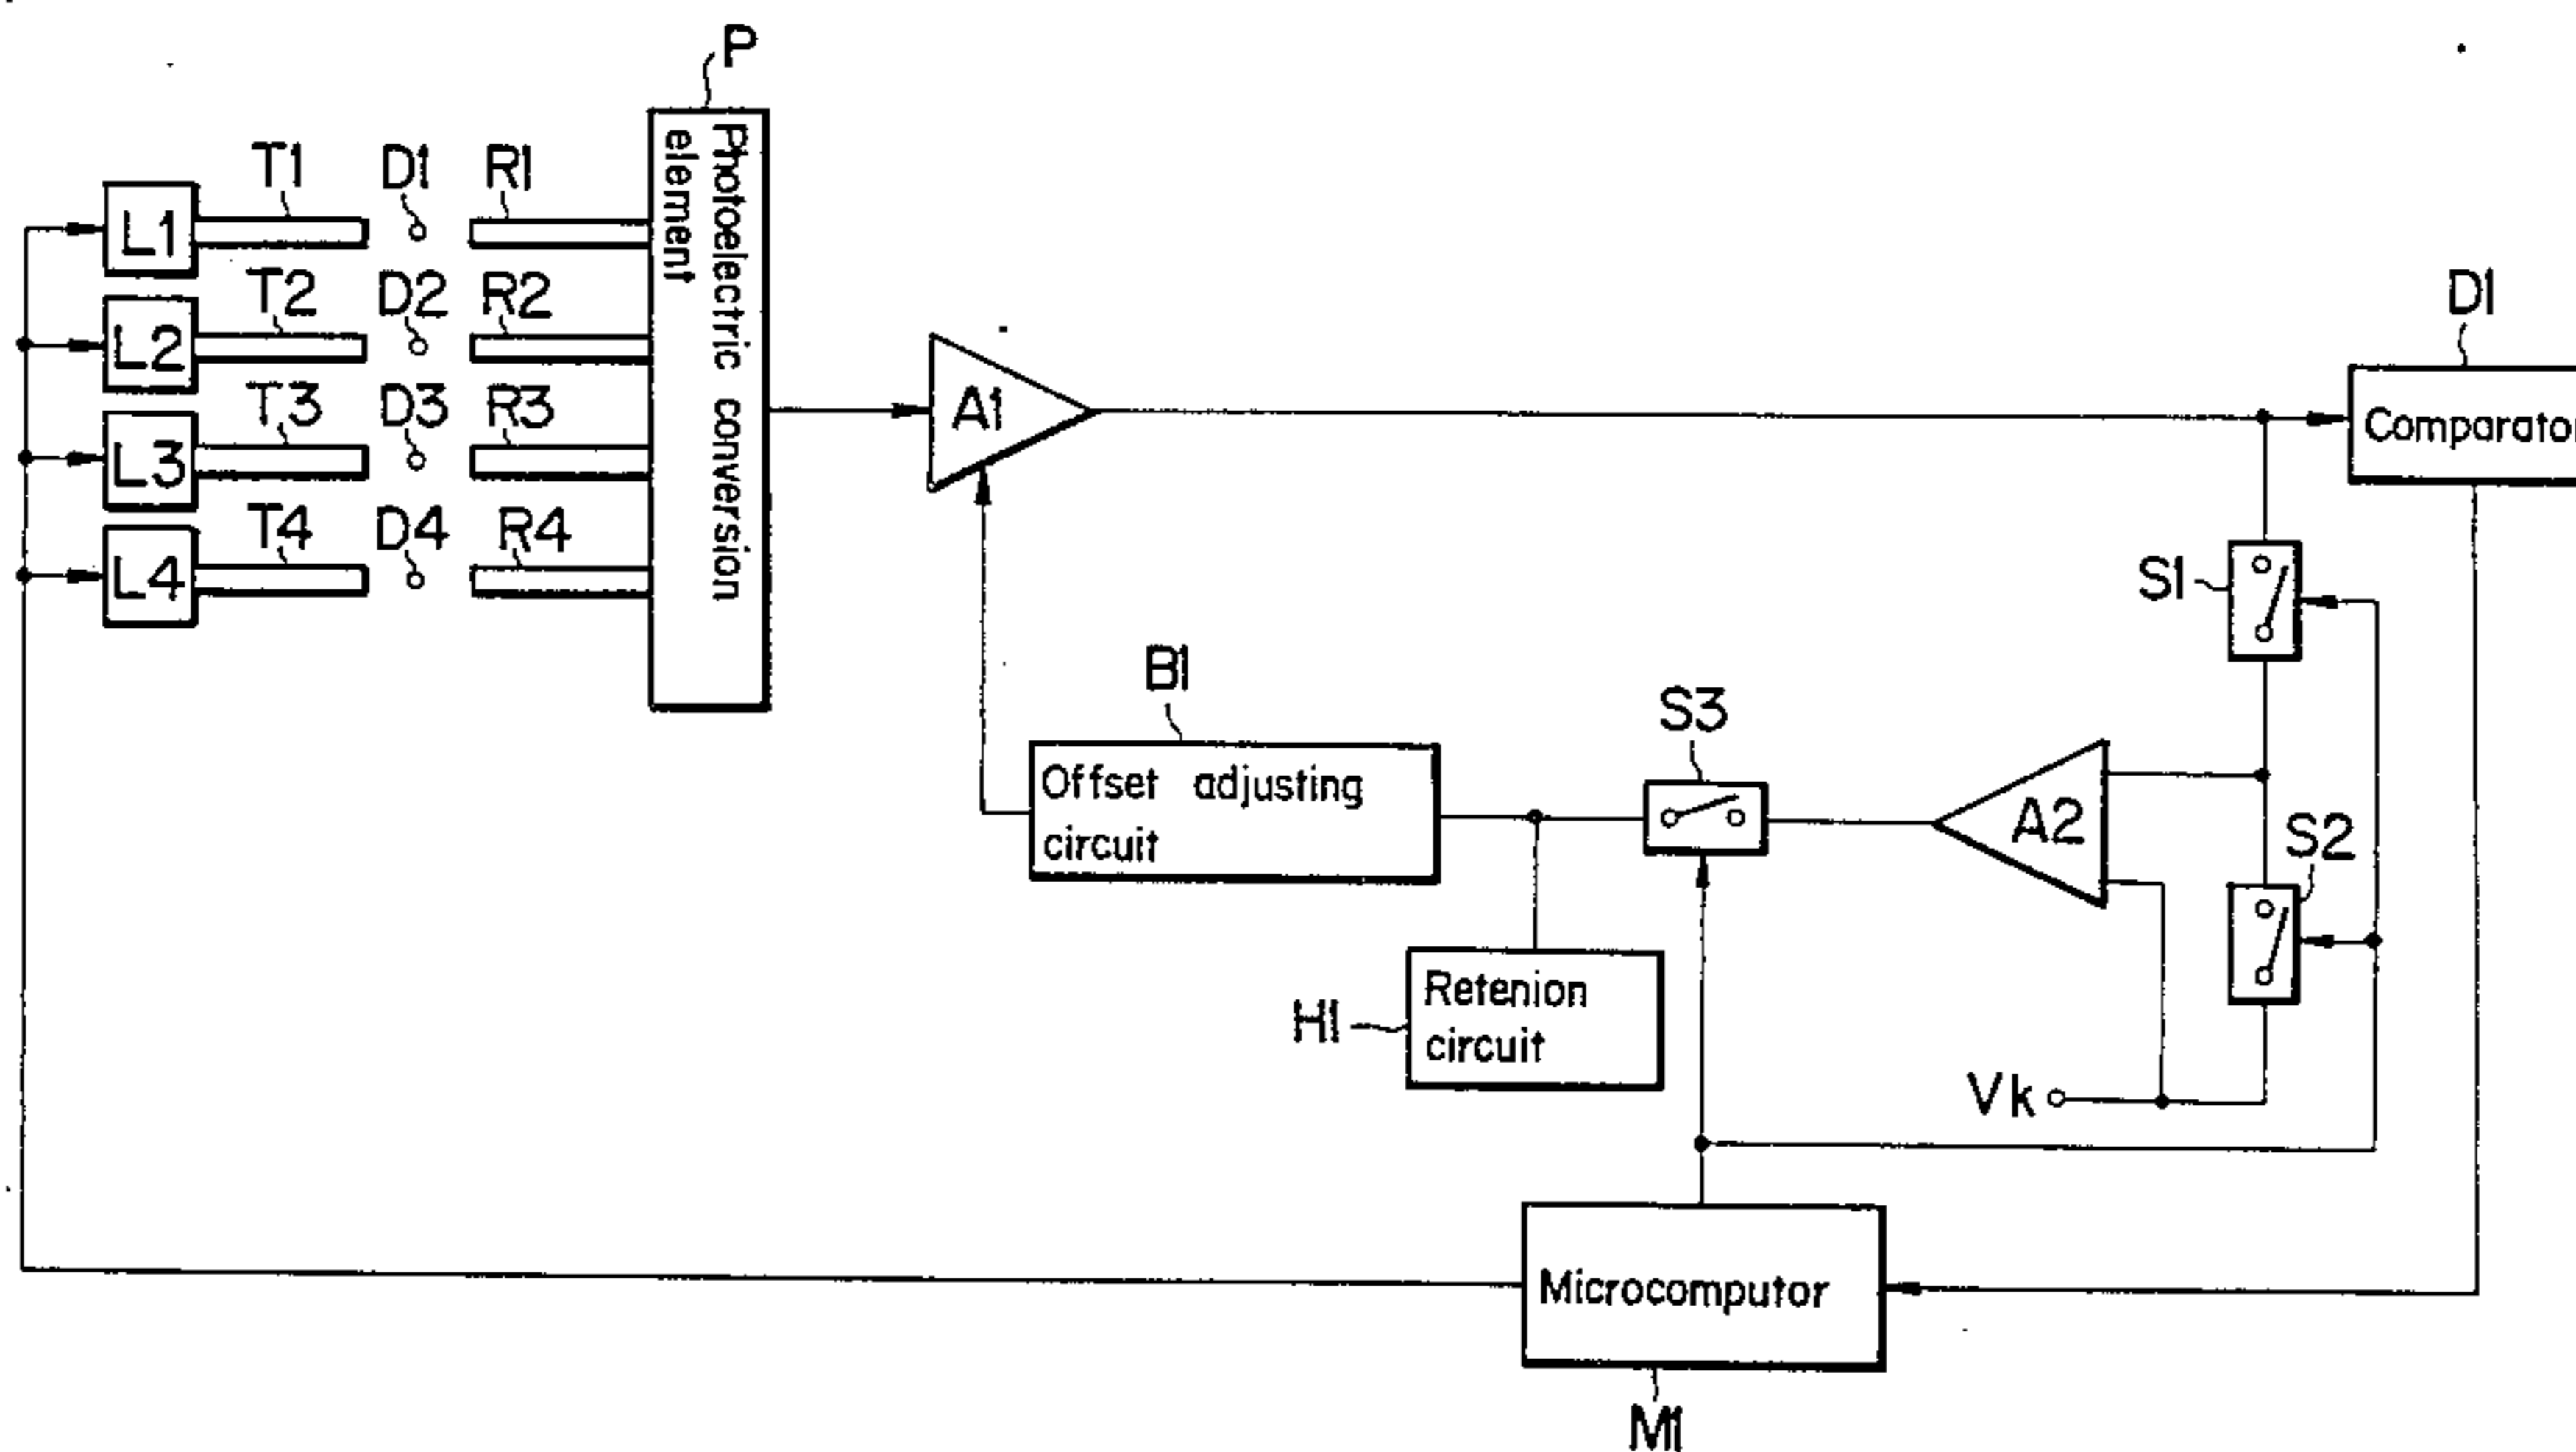 P
Photoelectric conversion
element
T1
D1
R1
L1
T2
D2
R2
L2
T3
D3
R3
L3
T4
D4
R4
L4
A1
D1
Comparator
S1
B1
Offset adjusting
circuit
S3
A2
S2
H1
Retenion
circuit
Vk
Microcomputor
M1